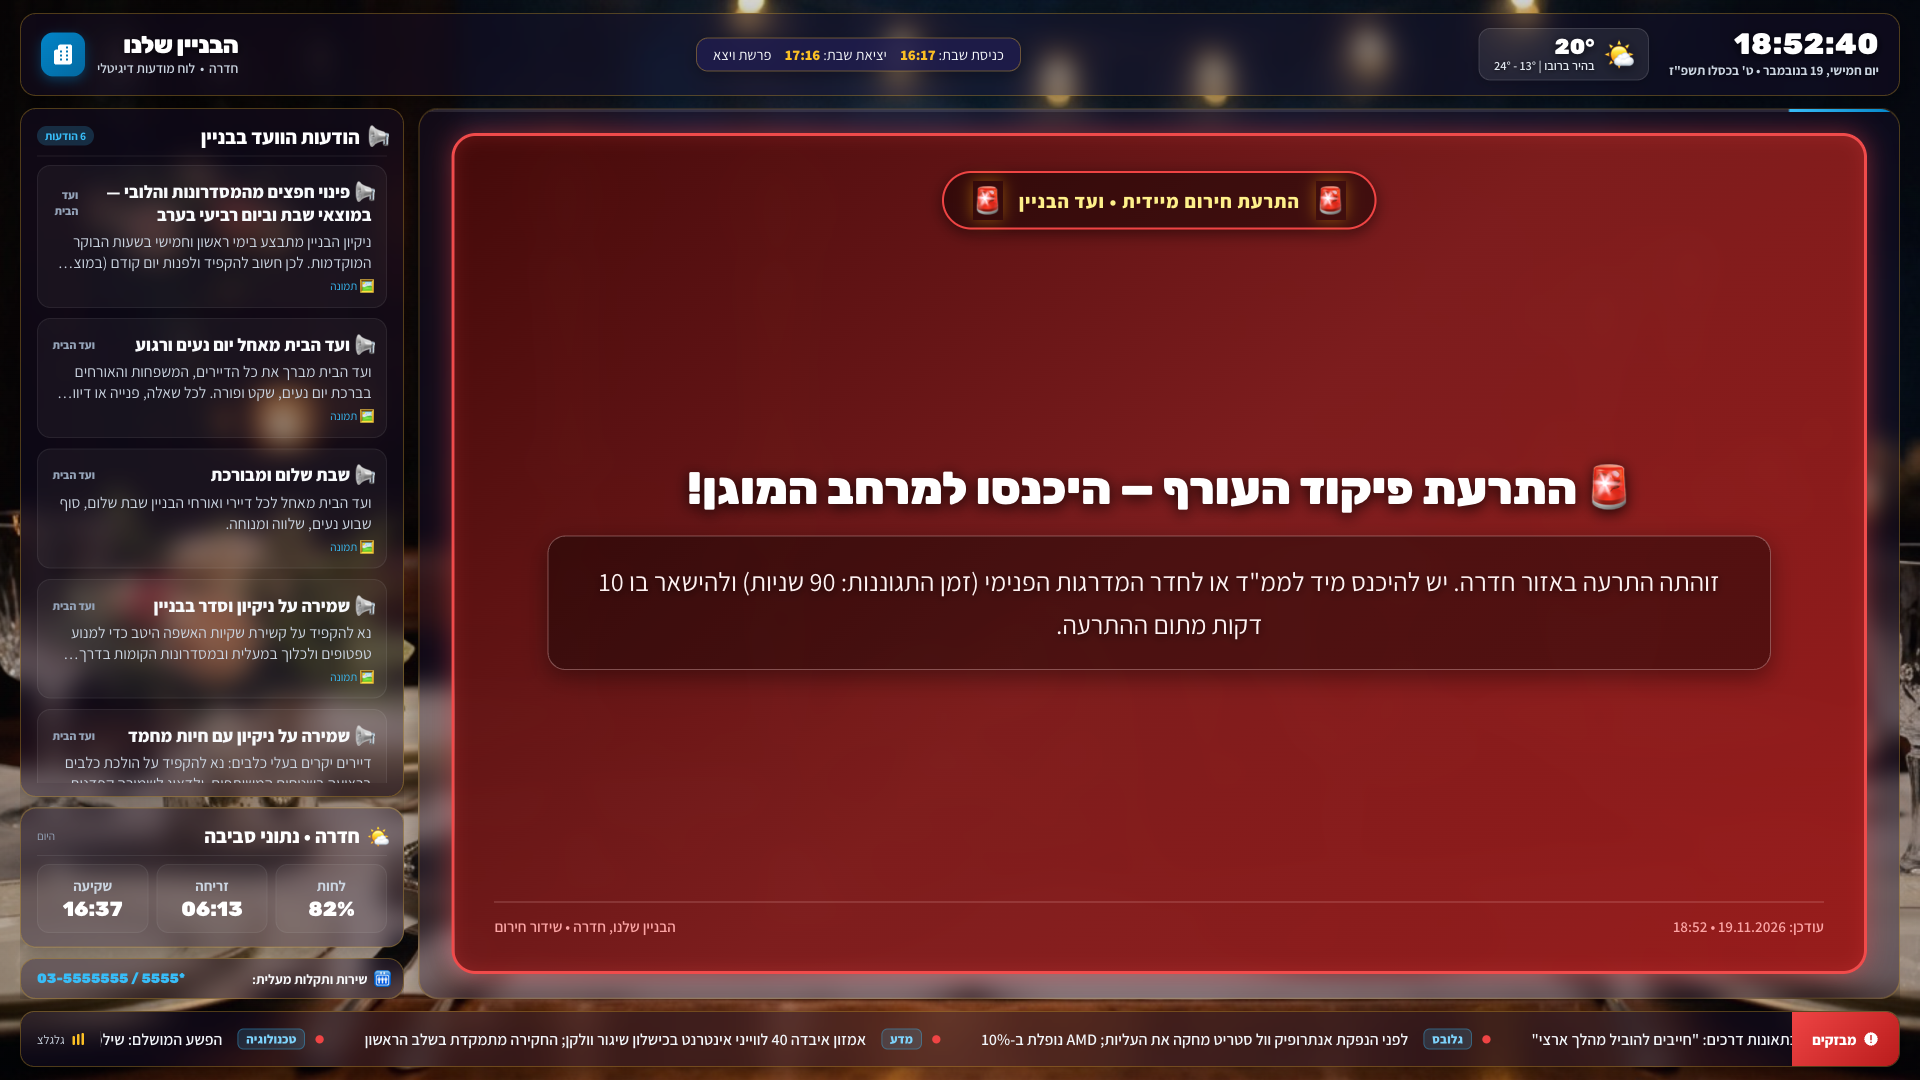 18:52:40
יום חמישי, 19 בנובמבר • ט' בכסלו תשפ"ז
20°
בהיר ברובו | 13° - 24°
כניסת שבת: 16:17 יציאת שבת: 17:16 פרשת ויצא
הבניין שלנו
חדרה • לוח מודעות דיגיטלי
התרעת חירום מיידית • ועד הבניין
התרעת פיקוד העורף – היכנסו למרחב המוגן!
זוהתה התרעה באזור חדרה. יש להיכנס מיד לממ"ד או לחדר המדרגות הפנימי (זמן התגוננות: 90 שניות) ולהישאר בו 10
דקות מתום ההתרעה.
עודכן: 19.11.2026 • 18:52
הבניין שלנו, חדרה • שידור חירום
הודעות הוועד בבניין
6 הודעות
פינוי חפצים מהמסדרונות והלובי –
במוצאי שבת וביום רביעי בערב
ועד
הבית
ניקיון הבניין מתבצע בימי ראשון וחמישי בשעות הבוקר
המוקדמות. לכן חשוב להקפיד ולפנות יום קודם (במוצ...
תמונה
ועד הבית מאחל יום נעים ורגוע
ועד הבית
ועד הבית מברך את כל הדיירים, המשפחות והאורחים
בברכת יום נעים, שקט ופורה. לכל שאלה, פנייה או דיוו...
תמונה
שבת שלום ומבורכת
ועד הבית
ועד הבית מאחל לכל דיירי ואורחי הבניין שבת שלום, סוף
שבוע נעים, שלווה ומנוחה.
תמונה
שמירה על ניקיון וסדר בבניין
ועד הבית
נא להקפיד על קשירת שקיות האשפה היטב כדי למנוע
טפטופים ולכלוך במעלית ובמסדרונות הקומות בדרך...
תמונה
שמירה על ניקיון עם חיות מחמד
ועד הבית
דיירים יקרים בעלי כלבים: נא להקפיד על הולכת כלבים
חדרה • נתוני סביבה
היום
לחות
82%
זריחה
06:13
שקיעה
16:37
שירות ותקלות מעלית:
03-5555555 / 5555*
מבזקים
תאונות דרכים: "חייבים להוביל מהלך ארצי"
גלובס
לפני הנפקת אנתרופיק וול סטריט מחקה את העליות; AMD נופלת ב-10%
מדע
אמזון איבדה 40 לווייני אינטרנט בכישלון שיגור וולקן; החקירה מתמקדת בשלב הראשון
טכנולוגיה
הפשע המושלם:
גלגלצ